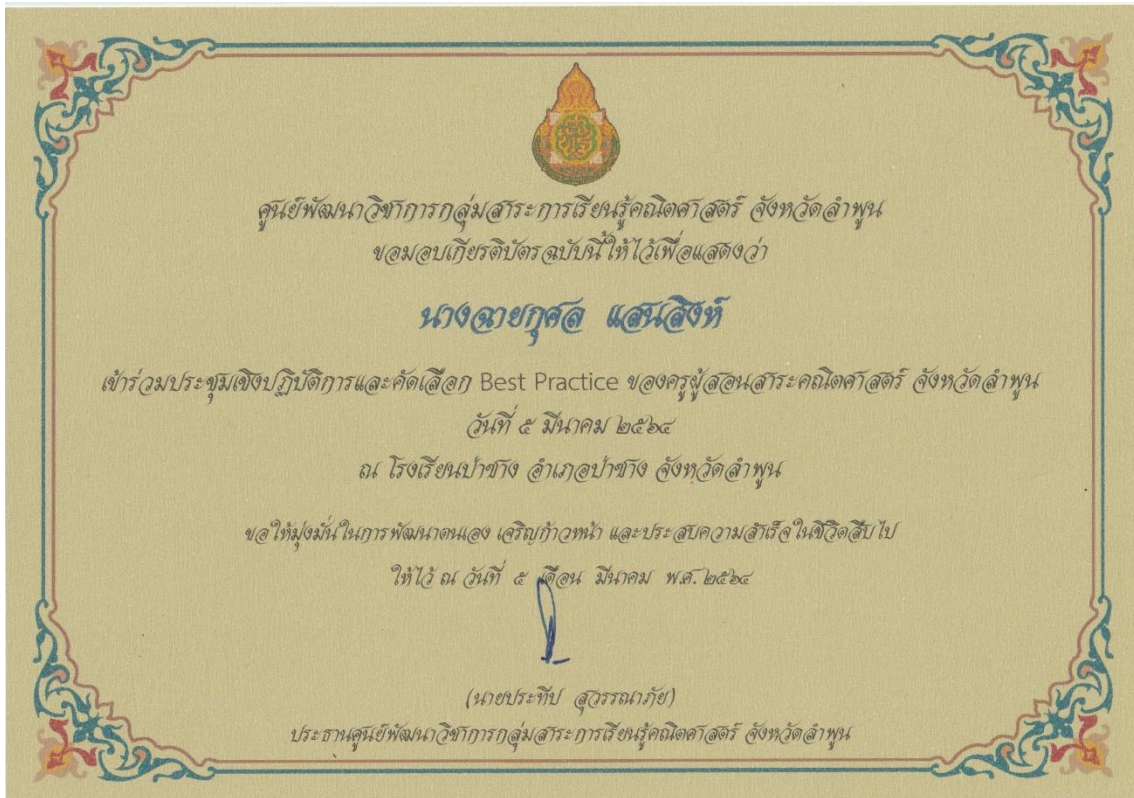 ศูนย์พัฒนาวิชาการกลุ่มสาระการเรียนรู้คณิตศาสตร์ จังหวัดลำพูน
ขอมอบเกียรติบัตรฉบับนี้ให้ไว้เพื่อแสดงว่า
นางฉายกุศล แสนสิงห์
เข้าร่วมประชุมเชิงปฏิบัติการและคัดเลือก Best Practice ของครูผู้สอนสาระคณิตศาสตร์ จังหวัดลำพูน
วันที่ ๕ มีนาคม ๒๕๖๔
ณ โรงเรียนป่าซาง อำเภอป่าซาง จังหวัดลำพูน
ขอให้มุ่งมั่นในการพัฒนาตนเอง เจริญก้าวหน้า และประสบความสำเร็จในชีวิตสืบไป
ให้ไว้ ณ วันที่ ๕ เดือน มีนาคม พ.ศ. ๒๕๖๔
(นายประทีป สุวรรณาภัย)
ประธานศูนย์พัฒนาวิชาการกลุ่มสาระการเรียนรู้คณิตศาสตร์ จังหวัดลำพูน